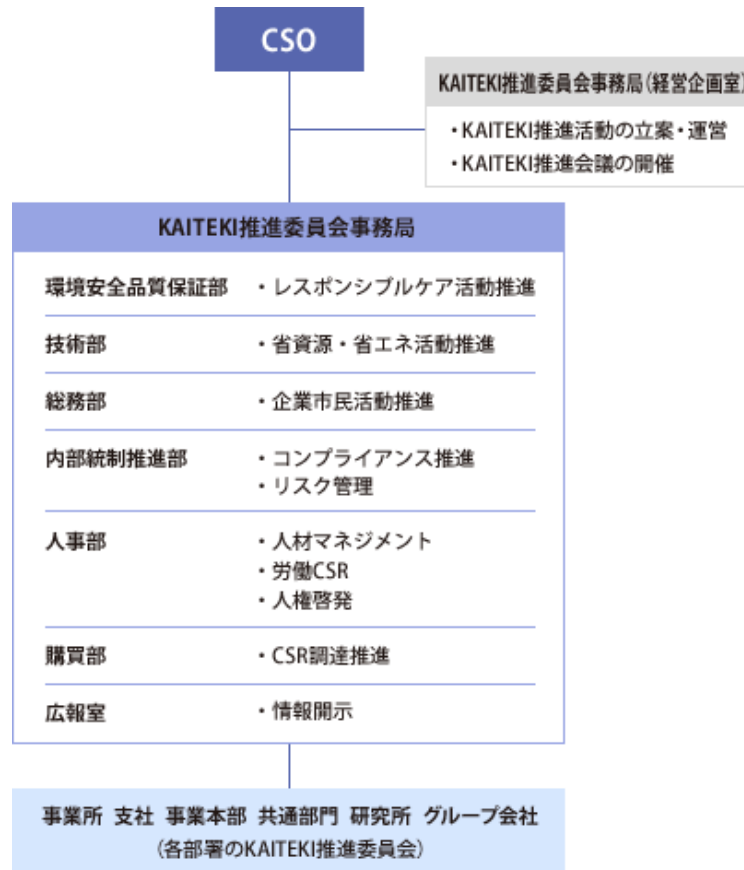 CSO
KAITEKI推進委員会事務局(経営企画室)
・KAITEKI推進活動の立案・運営
・KAITEKI推進会議の開催
KAITEKI推進委員会事務局
環境安全品質保証部 ・レスポンシブルケア活動推進
技術部 ・省資源・省エネ活動推進
総務部 ・企業市民活動推進
内部統制推進部 ・コンプライアンス推進
・リスク管理
人事部 ・人材マネジメント
・労働CSR
・人権啓発
購買部 ・CSR調達推進
広報室 ・情報開示
事業所 支社 事業本部 共通部門 研究所 グループ会社
(各部署のKAITEKI推進委員会)